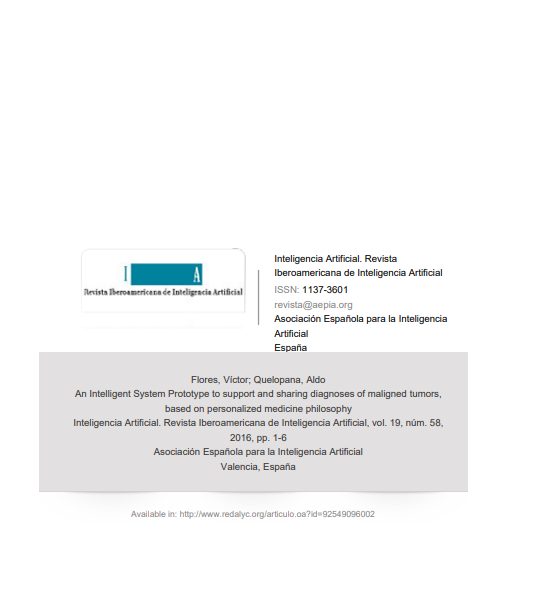 I A
Revista Iberoamericana de Inteligencia Artificial
Inteligencia Artificial. Revista
Iberoamericana de Inteligencia Artificial
ISSN: 1137-3601
revista@aepia.org
Asociación Española para la Inteligencia
Artificial
España
Flores, Víctor; Quelopana, Aldo
An Intelligent System Prototype to support and sharing diagnoses of maligned tumors,
based on personalized medicine philosophy
Inteligencia Artificial. Revista Iberoamericana de Inteligencia Artificial, vol. 19, núm. 58,
2016, pp. 1-6
Asociación Española para la Inteligencia Artificial
Valencia, España
Available in: http://www.redalyc.org/articulo.oa?id=92549096002